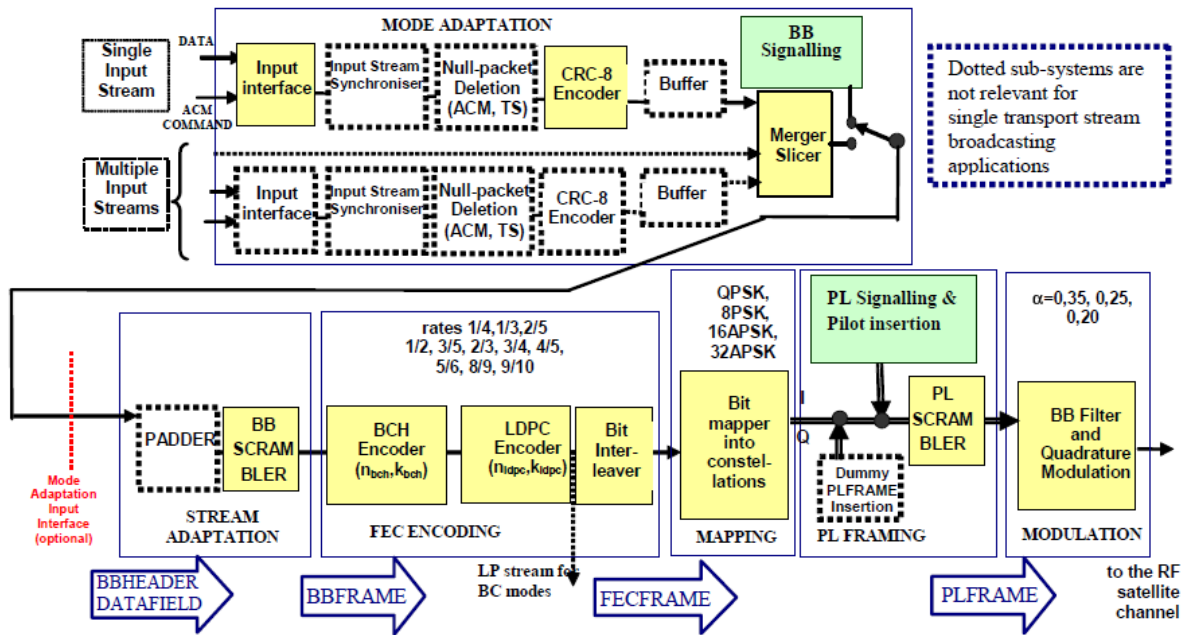 MODE ADAPTATION
Single
Input
Stream
DATA
ACM
COMMAND
Input
interface
Input Stream
Synchroniser
Null-packet
Deletion
(ACM, TS)
CRC-8
Encoder
Buffer
BB
Signalling
Merger
Slicer
Dotted sub-systems are
not relevant for
single transport stream
broadcasting
applications
Multiple
Input
Streams
Input
interface
Input Stream
Synchroniser
Null-packet
Deletion
(ACM, TS)
CRC-8
Encoder
Buffer
Mode
Adaptation
Input
Interface
(optional)
PADDER
BB
SCRAM
BLER
STREAM
ADAPTATION
rates 1/4,1/3,2/5
1/2, 3/5, 2/3, 3/4, 4/5,
5/6, 8/9, 9/10
BCH
Encoder
(nbch,kbch)
LDPC
Encoder
(nldpc,kldpc)
Bit
Inter-
leaver
FEC ENCODING
LP stream for
BC modes
QPSK,
8PSK,
16APSK,
32APSK
Bit
mapper
into
constel-
lations
MAPPING
I
Q
PL Signalling &
Pilot insertion
Dummy
PLFRAME
Insertion
PL
SCRAM
BLER
PL FRAMING
α=0,35, 0,25,
0,20
BB Filter
and
Quadrature
Modulation
MODULATION
BBHEADER
DATAFIELD
BBFRAME
FECFRAME
PLFRAME
to the RF
satellite
channel